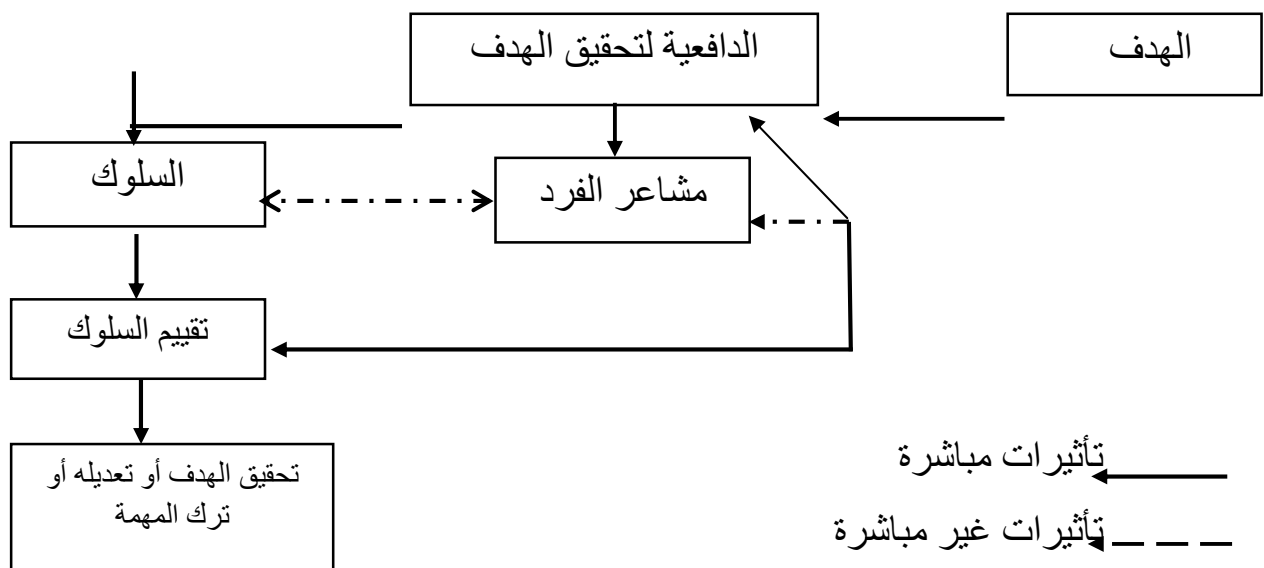 الهدف
الدافعية لتحقيق الهدف
مشاعر الفرد
السلوك
تقييم السلوك
تحقيق الهدف أو تعديله أو
ترك المهمة
تأثيرات مباشرة
تأثيرات غير مباشرة